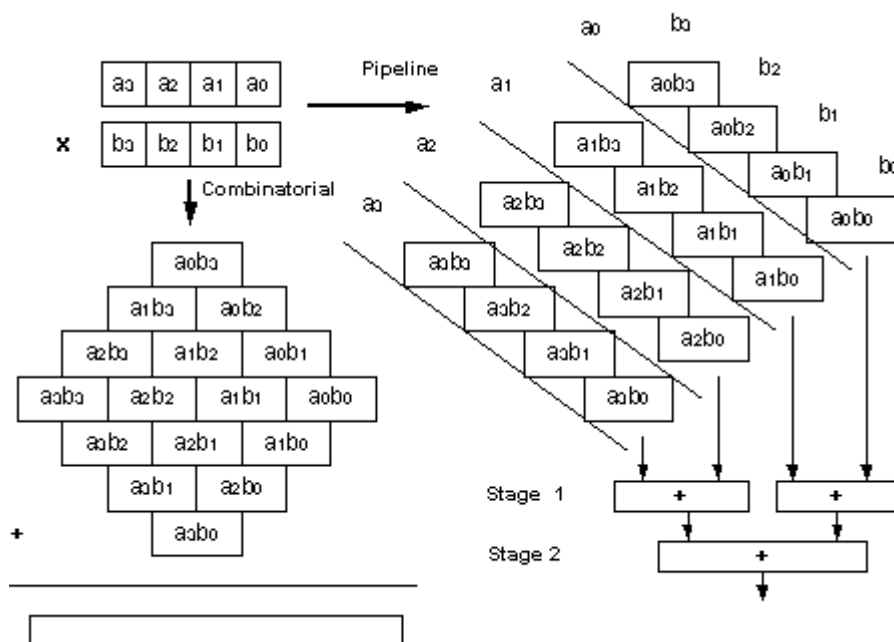 a3 a2 a1 a0
x b3 b2 b1 b0
Pipeline
Combinatorial
a0b3
a1b3 a0b2
a2b3 a1b2 a0b1
a3b3 a2b2 a1b1 a0b0
a3b2 a2b1 a1b0
a3b1 a2b0
+ a3b0
a0 b3
a1 b2
a2 b1
a3 b0
a0b3
a0b2
a1b3 a0b1
a1b2 a0b0
a2b3 a1b1
a2b2 a1b0
a3b3 a2b1
a3b2 a2b0
a3b1
a3b0
Stage 1 + +
Stage 2 +